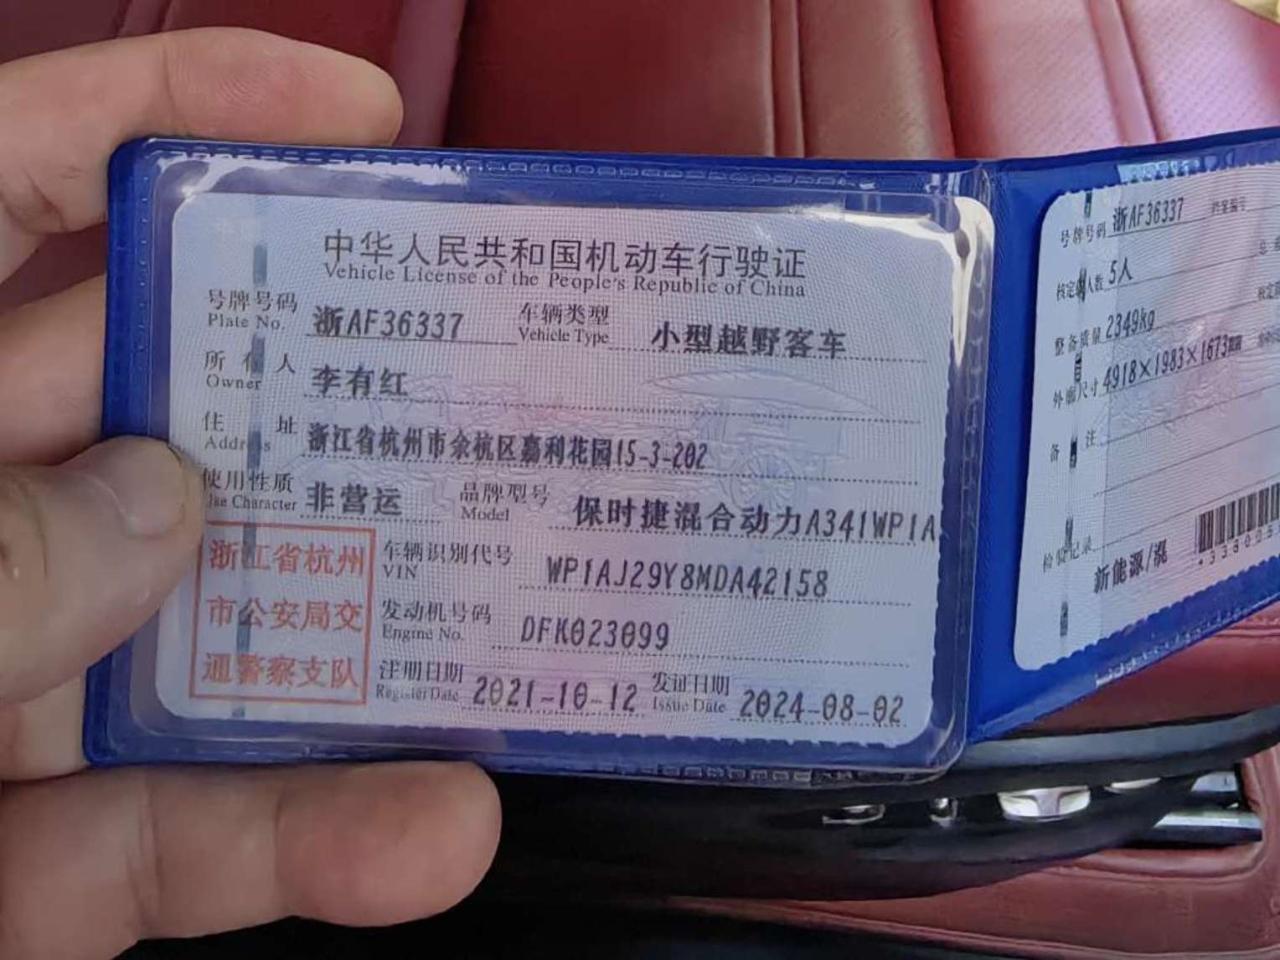 中华人民共和国机动车行驶证
Vehicle License of the People's Republic of China
号牌号码 浙AF36337 车辆类型 小型越野客车
Plate No. Vehicle Type
所有人 李有红
Owner
住址 浙江省杭州市余杭区嘉利花园15-3-202
Address
使用性质 非营运 品牌型号 保时捷混合动力A341WP1A
Use Character Model
浙江省杭州
市公安局交
通警察支队
车辆识别代号 WP1AJ29Y8MDA42158
VIN
发动机号码 DFK023099
Engine No.
注册日期 2021-10-12 发证日期 2024-08-02
Register Date Issue Date
号牌号码 浙AF36337 档案编号
核定载人数 5人
整备质量 2349kg
外廓尺寸 4918×1983×1673
备注
检验记录
新能源/混